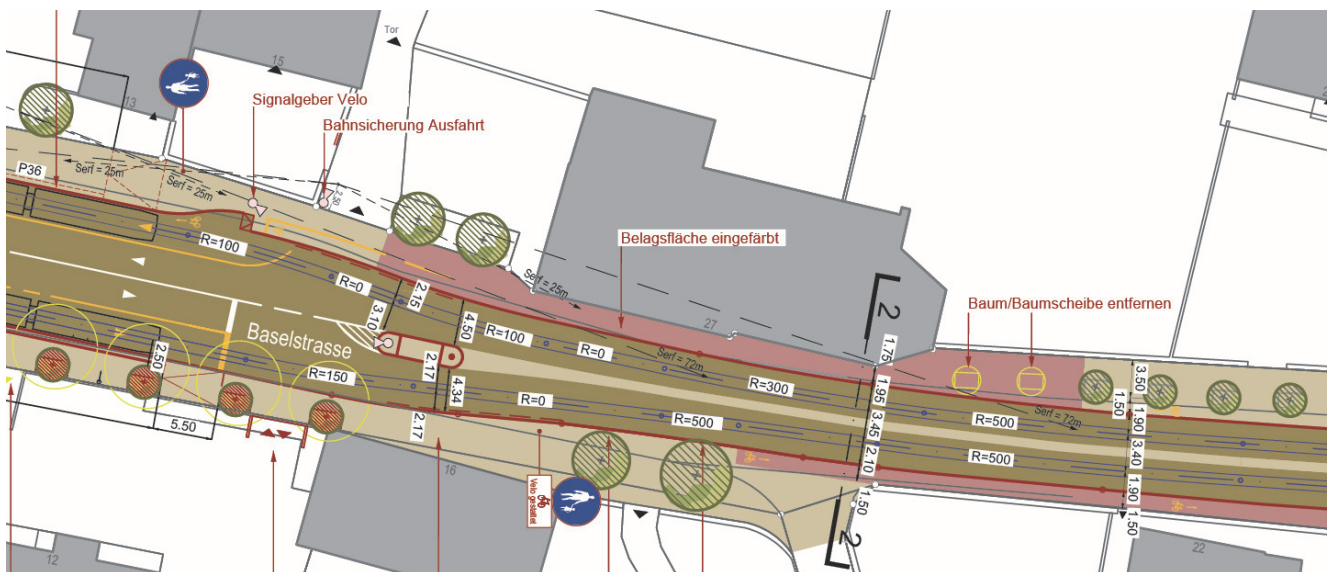 Tor
15
13
Signalgeber Velo
Bahnsicherung Ausfahrt
P36
Serf = 25m
Serf = 25m
2.50
R=100
R=0
Belagsfläche eingefärbt
Serf = 25m
27
2
Baum/Baumscheibe entfernen
3.10
2.15
4.50
R=100
R=0
Serf = 72m
R=300
1.75
1.95
3.45
2.10
1.50
Baselstrasse
2.50
R=150
2.17
4.34
2.17
R=0
R=500
R=500
R=500
Serf = 72m
3.50
1.50
1.90
3.40
1.90
1.50
5.50
16
Velo gestattet
2
12
22